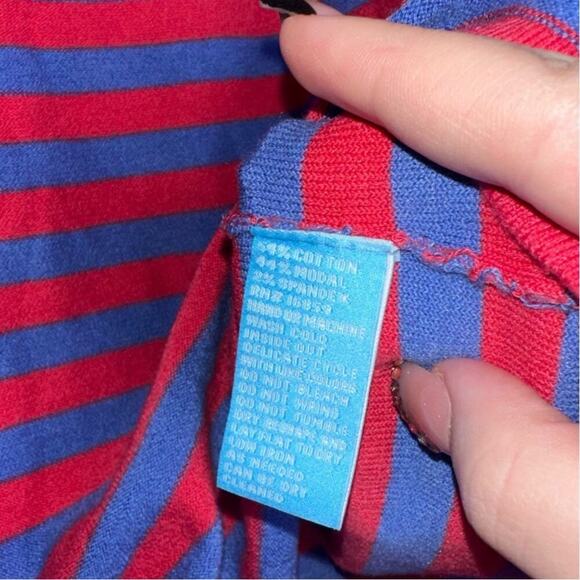 54% COTTON
44% MODAL
2% SPANDEX
RN# 16859
HAND OR MACHINE
WASH COLD
INSIDE OUT
DELICATE CYCLE
WITH LIKE COLORS
DO NOT BLEACH
DO NOT WRING
DO NOT TUMBLE
DRY RESHAPE AND
LAY FLAT TO DRY
LOW IRON
AS NEEDED
CAN BE DRY
CLEANED